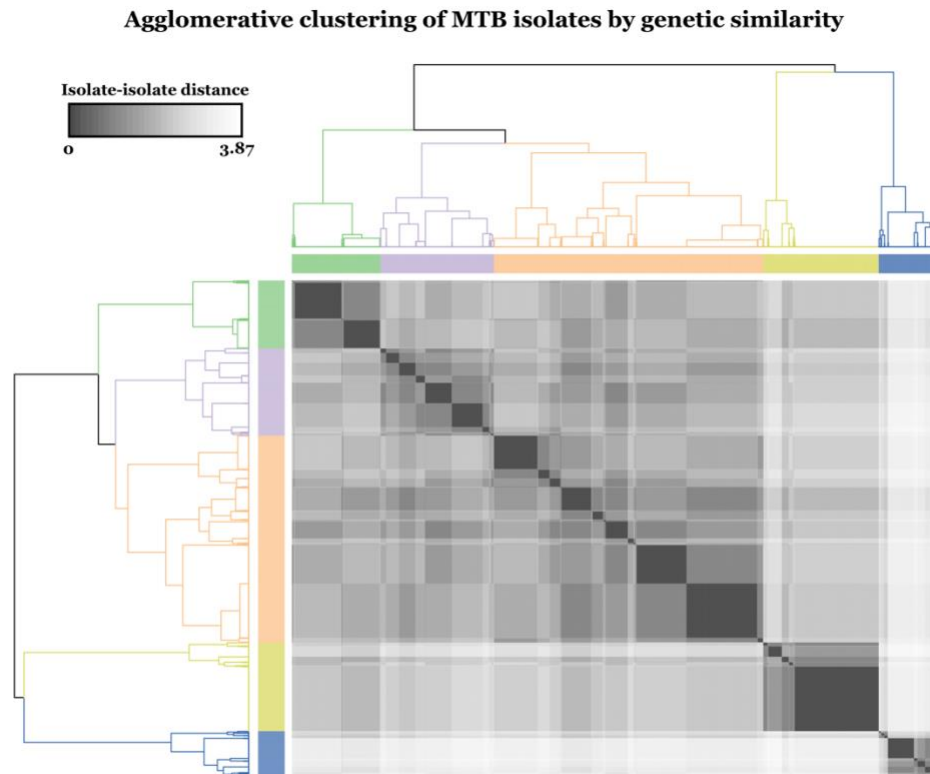 Agglomerative clustering of MTB isolates by genetic similarity
Isolate-isolate distance
0 3.87